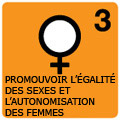 3
PROMOUVOIR L'ÉGALITÉ
DES SEXES ET
L'AUTONOMISATION
DES FEMMES